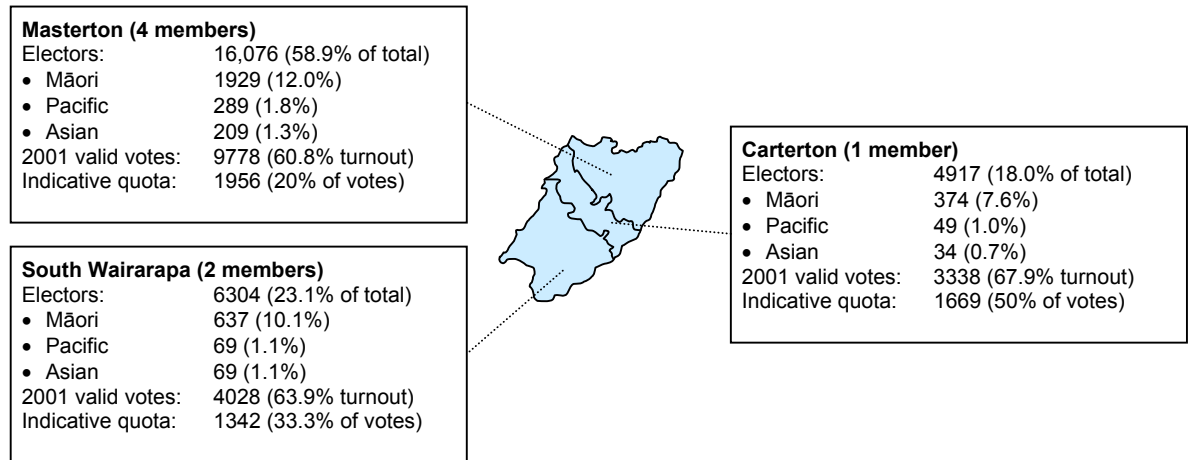 Masterton (4 members)
Electors: 16,076 (58.9% of total)
• Māori 1929 (12.0%)
• Pacific 289 (1.8%)
• Asian 209 (1.3%)
2001 valid votes: 9778 (60.8% turnout)
Indicative quota: 1956 (20% of votes)
Carterton (1 member)
Electors: 4917 (18.0% of total)
• Māori 374 (7.6%)
• Pacific 49 (1.0%)
• Asian 34 (0.7%)
2001 valid votes: 3338 (67.9% turnout)
Indicative quota: 1669 (50% of votes)
South Wairarapa (2 members)
Electors: 6304 (23.1% of total)
• Māori 637 (10.1%)
• Pacific 69 (1.1%)
• Asian 69 (1.1%)
2001 valid votes: 4028 (63.9% turnout)
Indicative quota: 1342 (33.3% of votes)